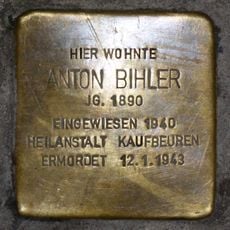 HIER WOHNTE
ANTON BIHLER
JG. 1890
EINGEWIESEN 1940
HEILANSTALT KAUFBEUREN
ERMORDET 12.1.1943